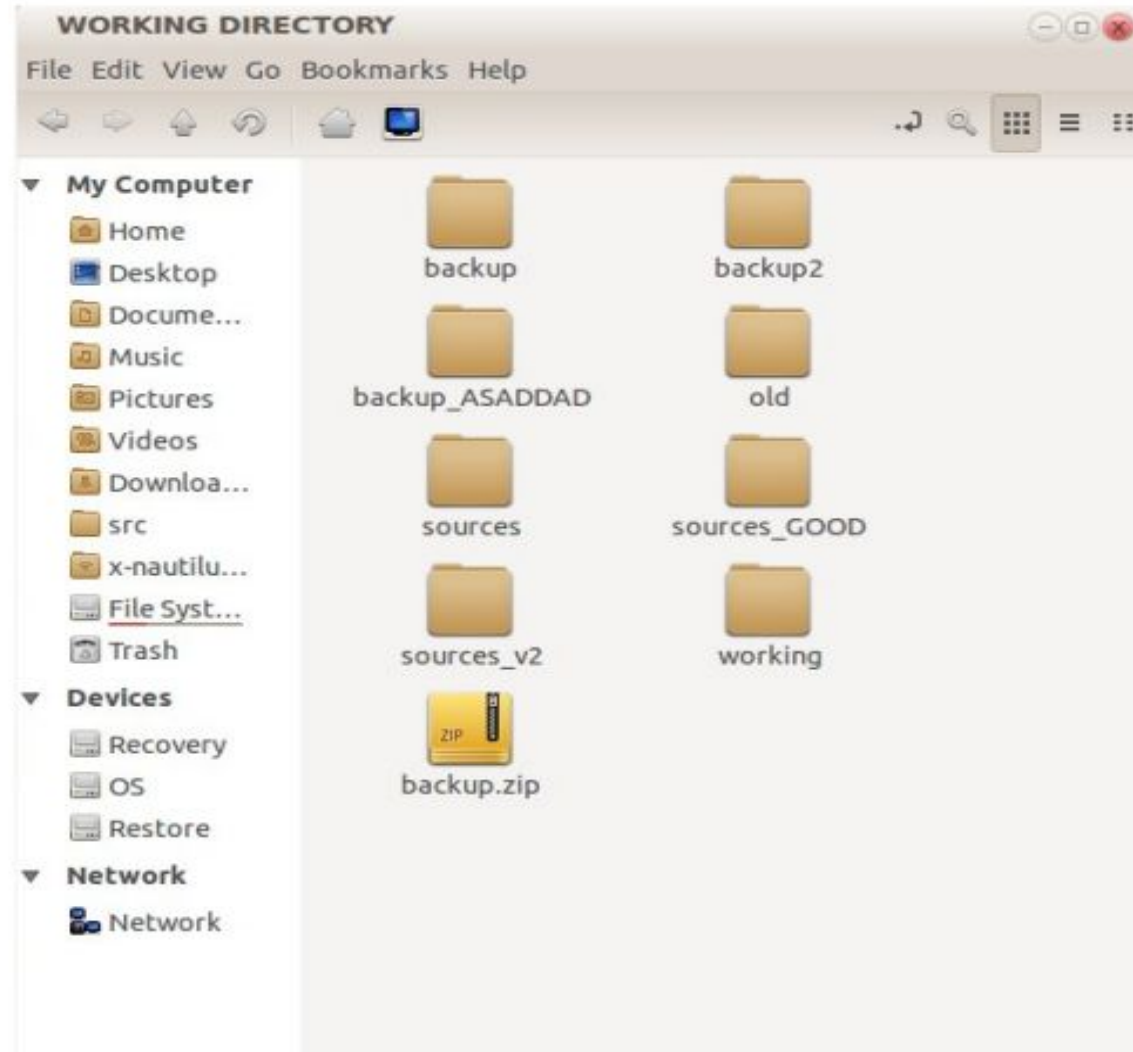 WORKING DIRECTORY
File Edit View Go Bookmarks Help
My Computer
Home
Desktop
Docume...
Music
Pictures
Videos
Downloa...
src
x-nautilu...
File Syst...
Trash
Devices
Recovery
OS
Restore
Network
Network
backup
backup2
backup_ASADDAD
old
sources
sources_GOOD
sources_v2
working
ZIP
backup.zip